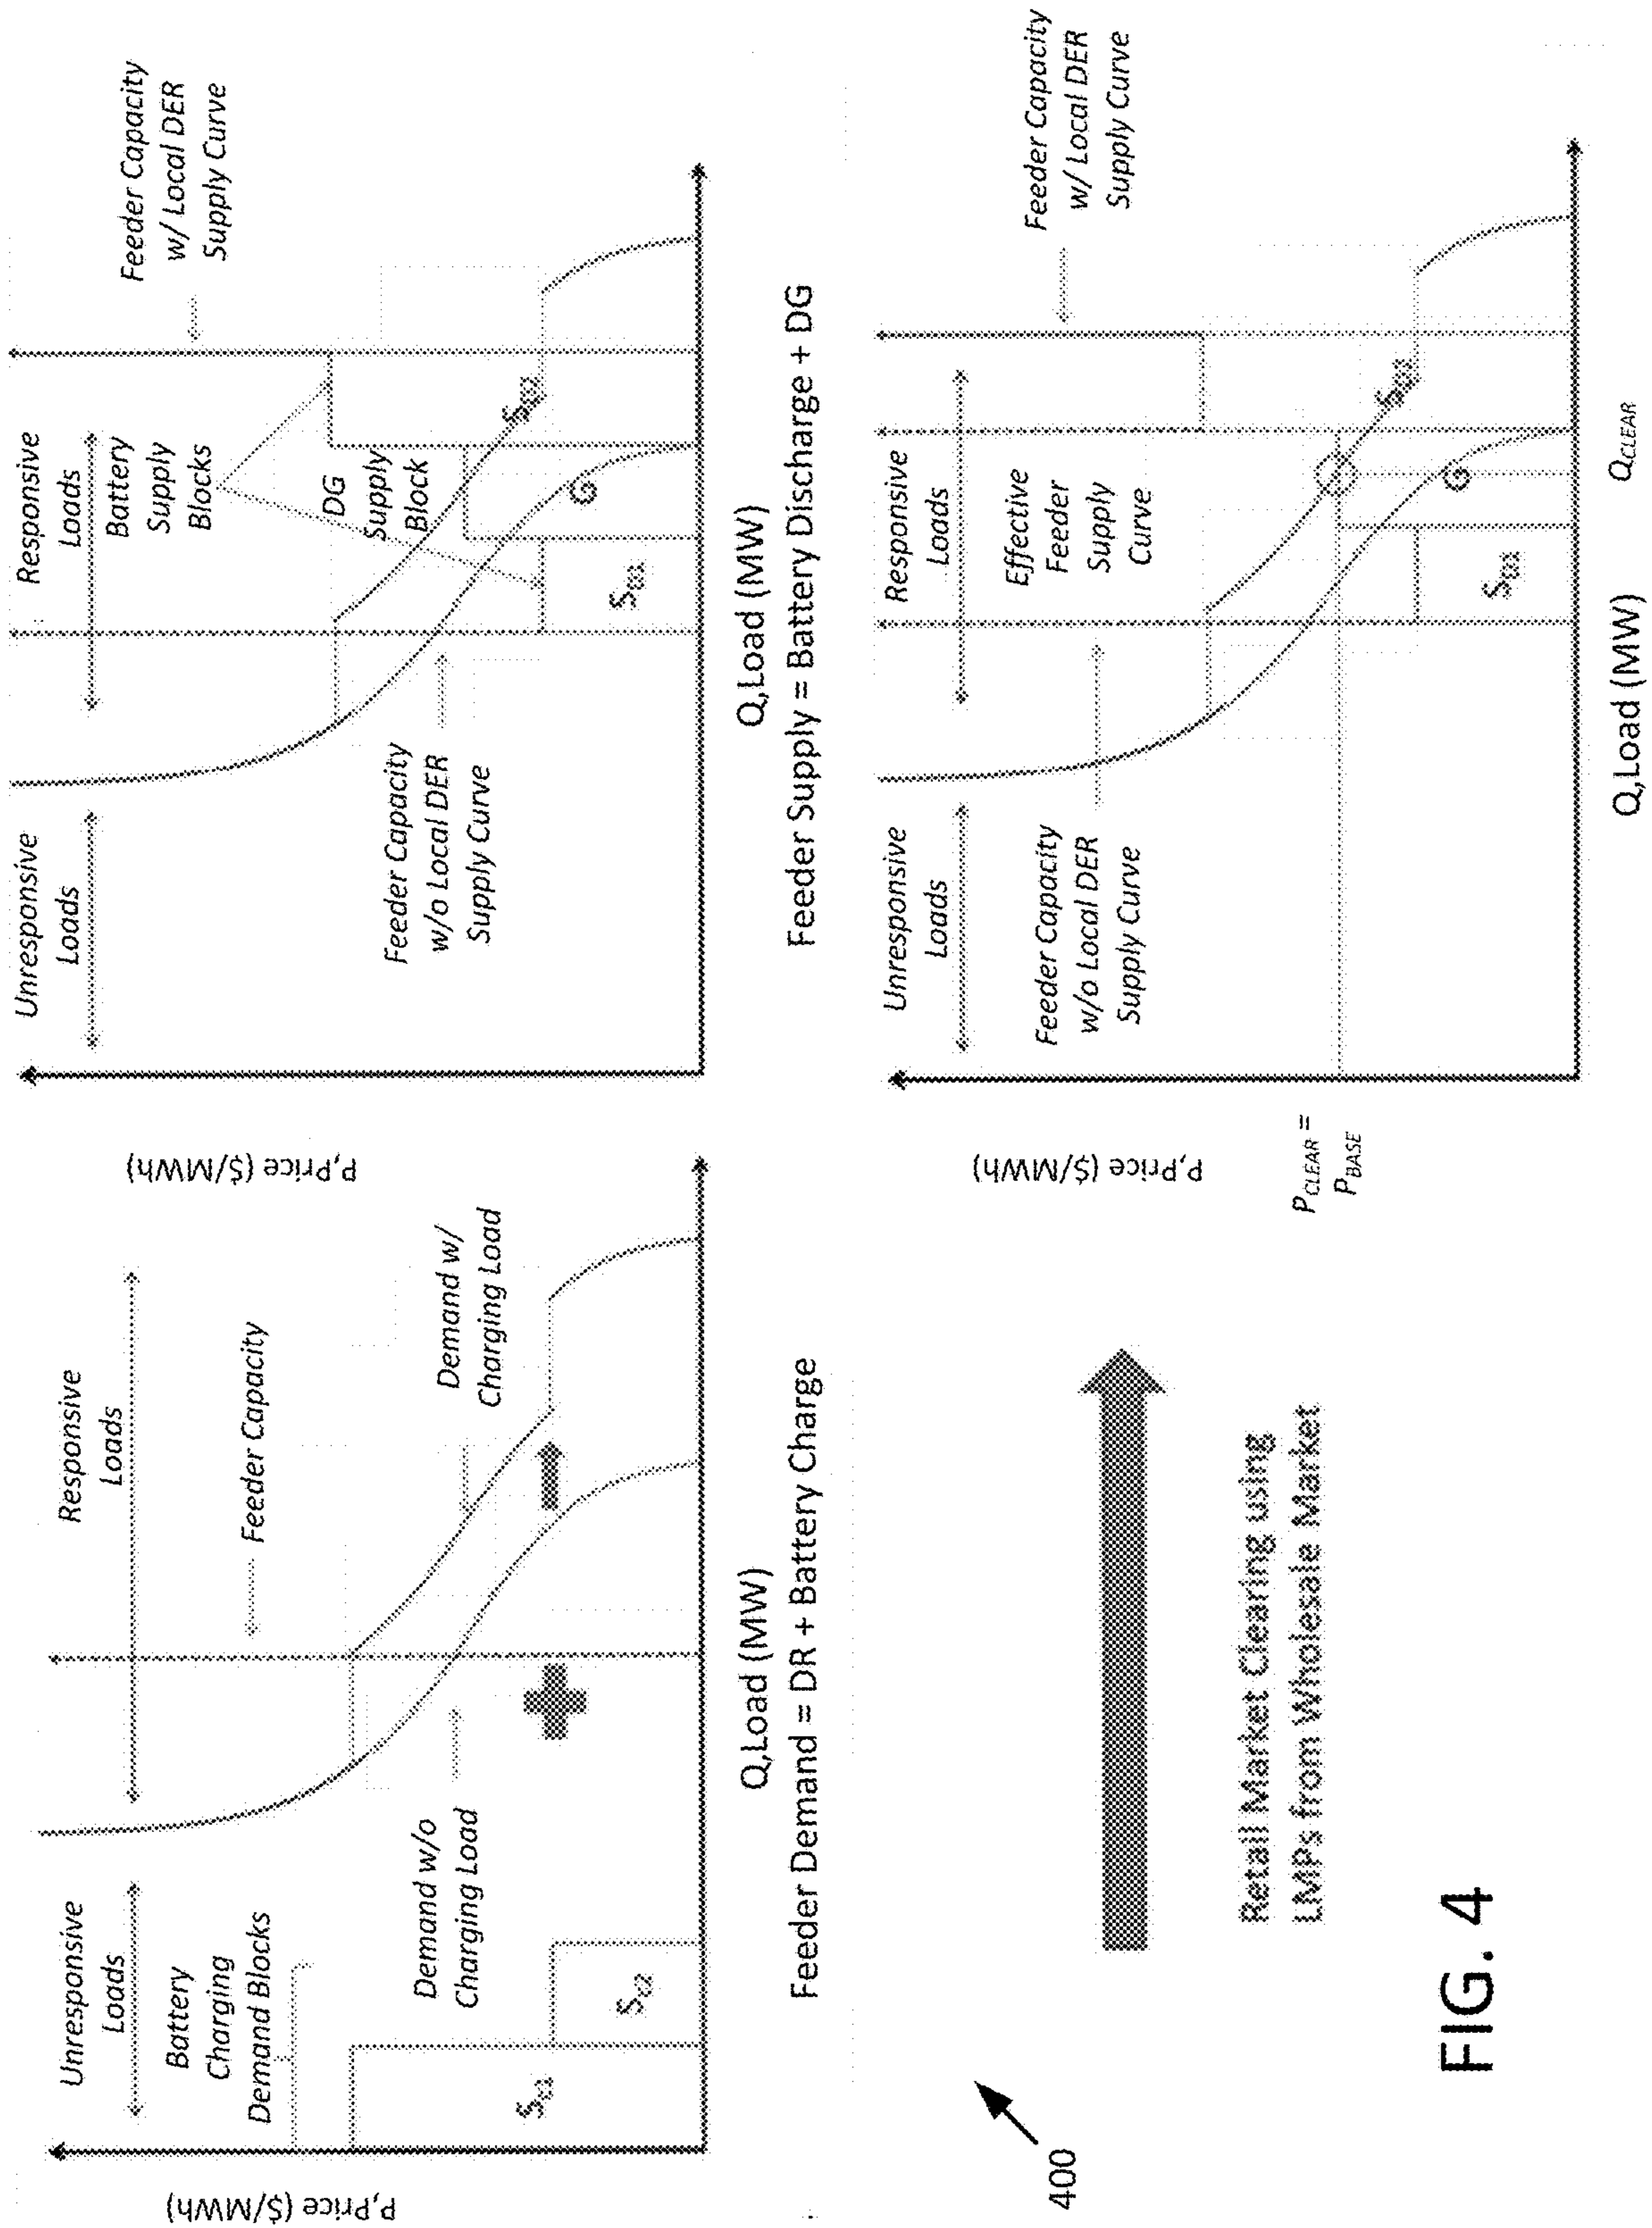 P,Price ($/MWh)
Unresponsive
Loads
Responsive
Loads
Battery
Charging
Demand Blocks
Feeder Capacity
Demand w/o
Charging Load
Demand w/
Charging Load
Q,Load (MW)
Feeder Demand = DR + Battery Charge
P,Price ($/MWh)
Unresponsive
Loads
Responsive
Loads
Battery
Supply
Blocks
Feeder Capacity
w/ Local DER
Supply Curve
DG
Supply
Block
Feeder Capacity
w/o Local DER
Supply Curve
G
Q,Load (MW)
Feeder Supply = Battery Discharge + DG
400
Retail Market Clearing using
LMPs from Wholesale Market
P,Price ($/MWh)
Unresponsive
Loads
Responsive
Loads
Feeder Capacity
w/ Local DER
Supply Curve
Effective
Feeder
Supply
Curve
Feeder Capacity
w/o Local DER
Supply Curve
G
P_CLEAR =
P_BASE
Q_CLEAR
Q,Load (MW)
FIG. 4